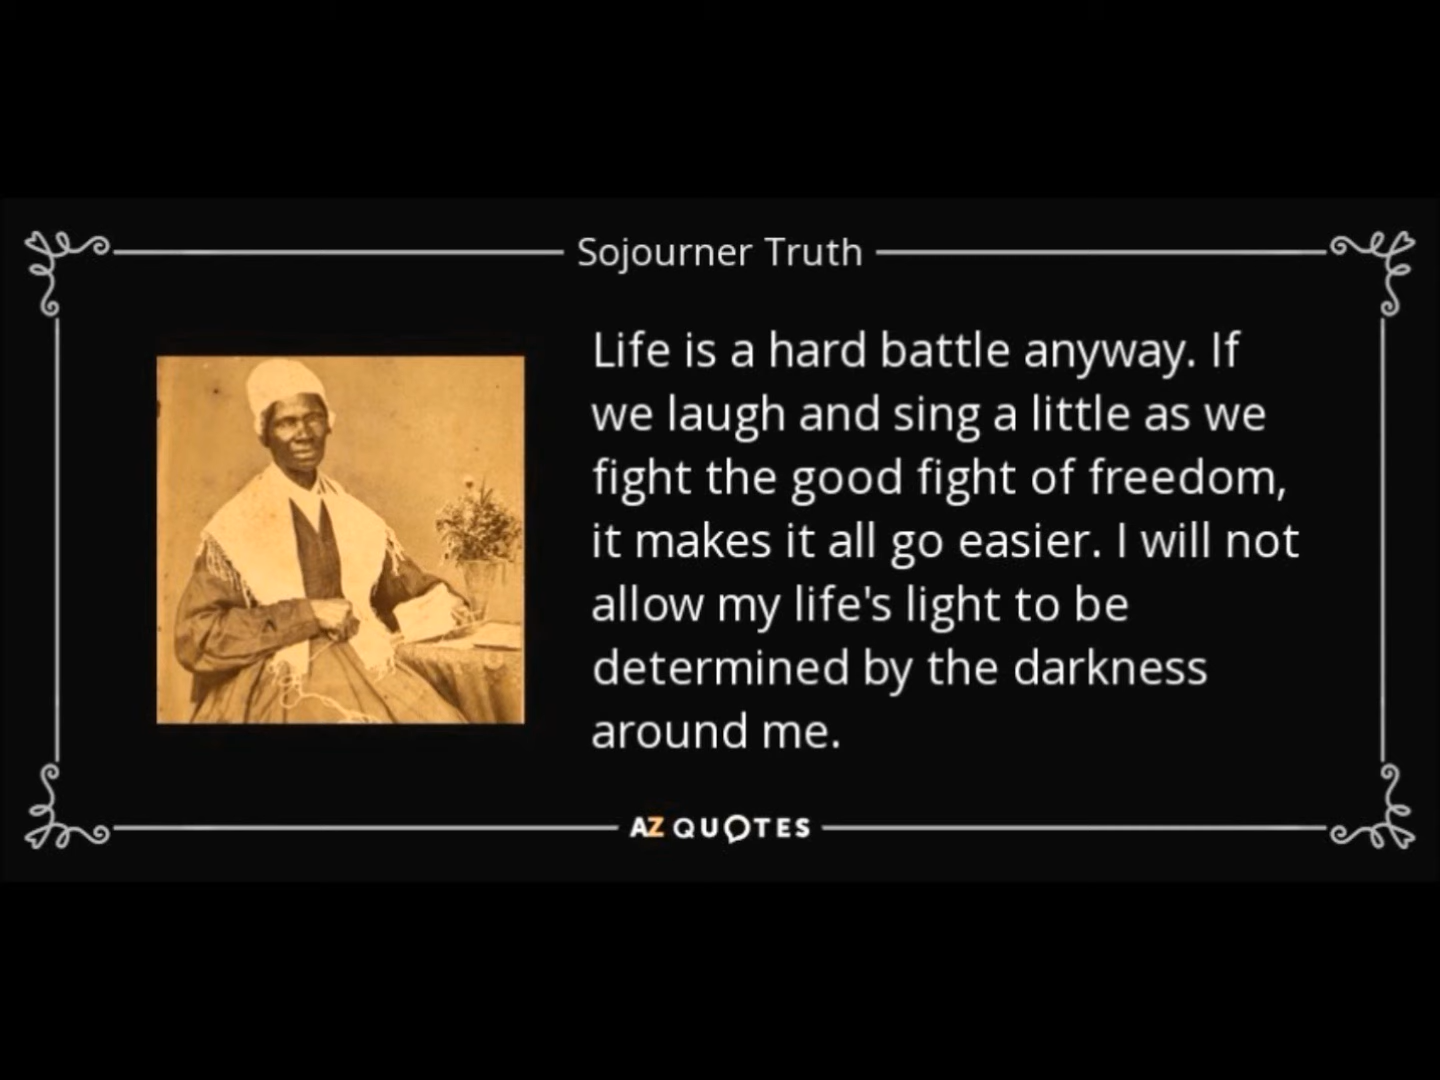 Sojourner Truth
Life is a hard battle anyway. If
we laugh and sing a little as we
fight the good fight of freedom,
it makes it all go easier. I will not
allow my life's light to be
determined by the darkness
around me.
AZ QUOTES